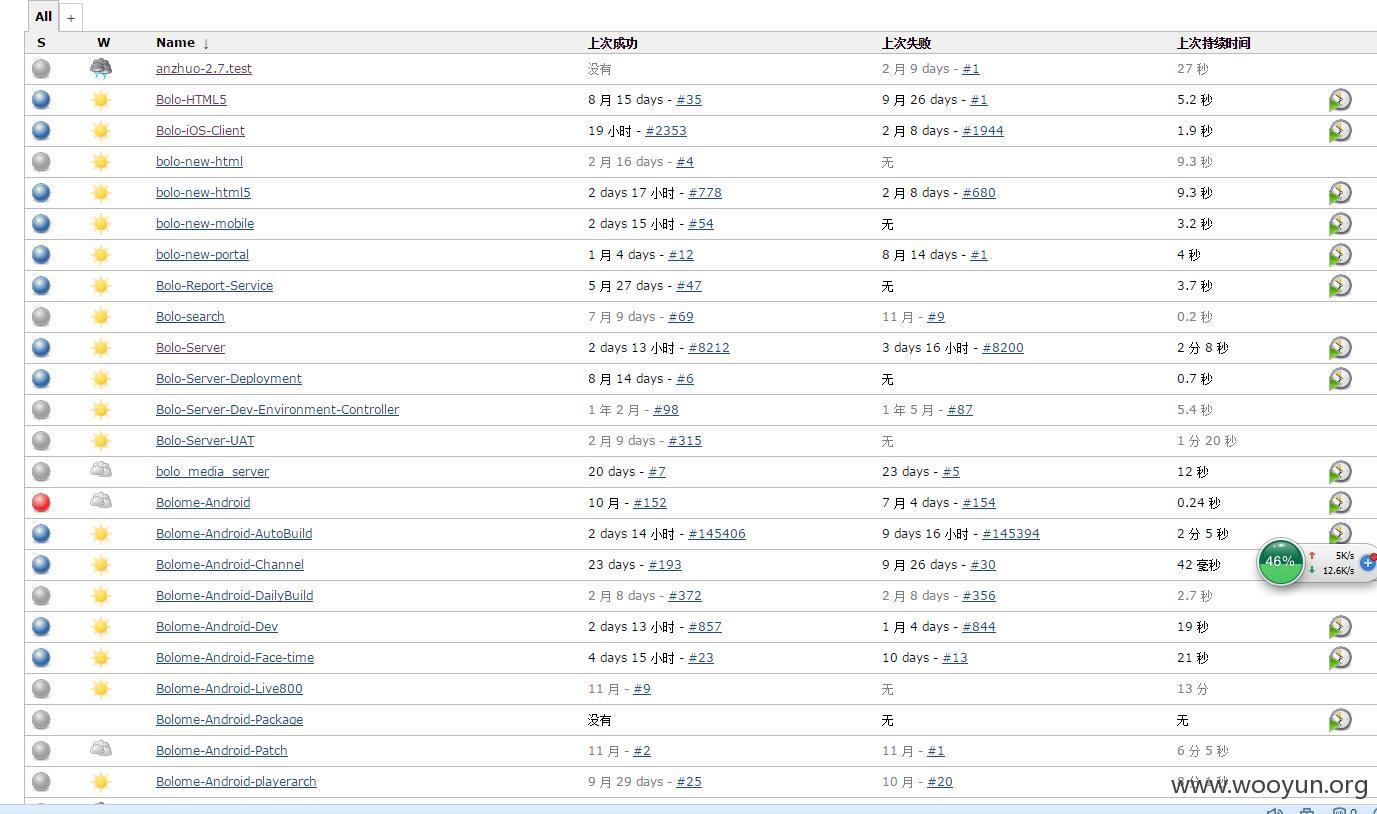 All +
S W Name ↓ 上次成功 上次失败 上次持续时间
anzhuo-2.7.test 没有 2 月 9 days - #1 27 秒
Bolo-HTML5 8 月 15 days - #35 9 月 26 days - #1 5.2 秒
Bolo-iOS-Client 19 小时 - #2353 2 月 8 days - #1944 1.9 秒
bolo-new-html 2 月 16 days - #4 无 9.3 秒
bolo-new-html5 2 days 17 小时 - #778 2 月 8 days - #680 9.3 秒
bolo-new-mobile 2 days 15 小时 - #54 无 3.2 秒
bolo-new-portal 1 月 4 days - #12 8 月 14 days - #1 4 秒
Bolo-Report-Service 5 月 27 days - #47 无 3.7 秒
Bolo-search 7 月 9 days - #69 11 月 - #9 0.2 秒
Bolo-Server 2 days 13 小时 - #8212 3 days 16 小时 - #8200 2 分 8 秒
Bolo-Server-Deployment 8 月 14 days - #6 无 0.7 秒
Bolo-Server-Dev-Environment-Controller 1 年 2 月 - #98 1 年 5 月 - #87 5.4 秒
Bolo-Server-UAT 2 月 9 days - #315 无 1 分 20 秒
bolo_media_server 20 days - #7 23 days - #5 12 秒
Bolome-Android 10 月 - #152 7 月 4 days - #154 0.24 秒
Bolome-Android-AutoBuild 2 days 14 小时 - #145406 9 days 16 小时 - #145394 2 分 5 秒
Bolome-Android-Channel 23 days - #193 9 月 26 days - #30 42 毫秒
46% 5K/s
12.6K/s
Bolome-Android-DailyBuild 2 月 8 days - #372 2 月 8 days - #356 2.7 秒
Bolome-Android-Dev 2 days 13 小时 - #857 1 月 4 days - #844 19 秒
Bolome-Android-Face-time 4 days 15 小时 - #23 10 days - #13 21 秒
Bolome-Android-Live800 11 月 - #9 无 13 分
Bolome-Android-Package 没有 无 无
Bolome-Android-Patch 11 月 - #2 11 月 - #1 6 分 5 秒
Bolome-Android-playerarch 9 月 29 days - #25 10 月 - #20
www.wooyun.org